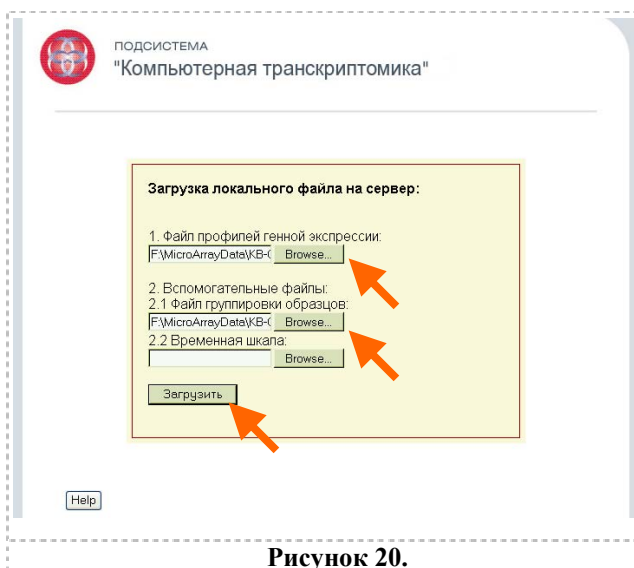 ПОДСИСТЕМА
"Компьютерная транскриптомика"
Загрузка локального файла на сервер:
1. Файл профилей генной экспрессии:
F:\MicroArrayData\KB-( Browse...
2. Вспомогательные файлы:
2.1 Файл группировки образцов:
F:\MicroArrayData\KB-( Browse...
2.2 Временная шкала:
Browse...
Загрузить
Help
Рисунок 20.